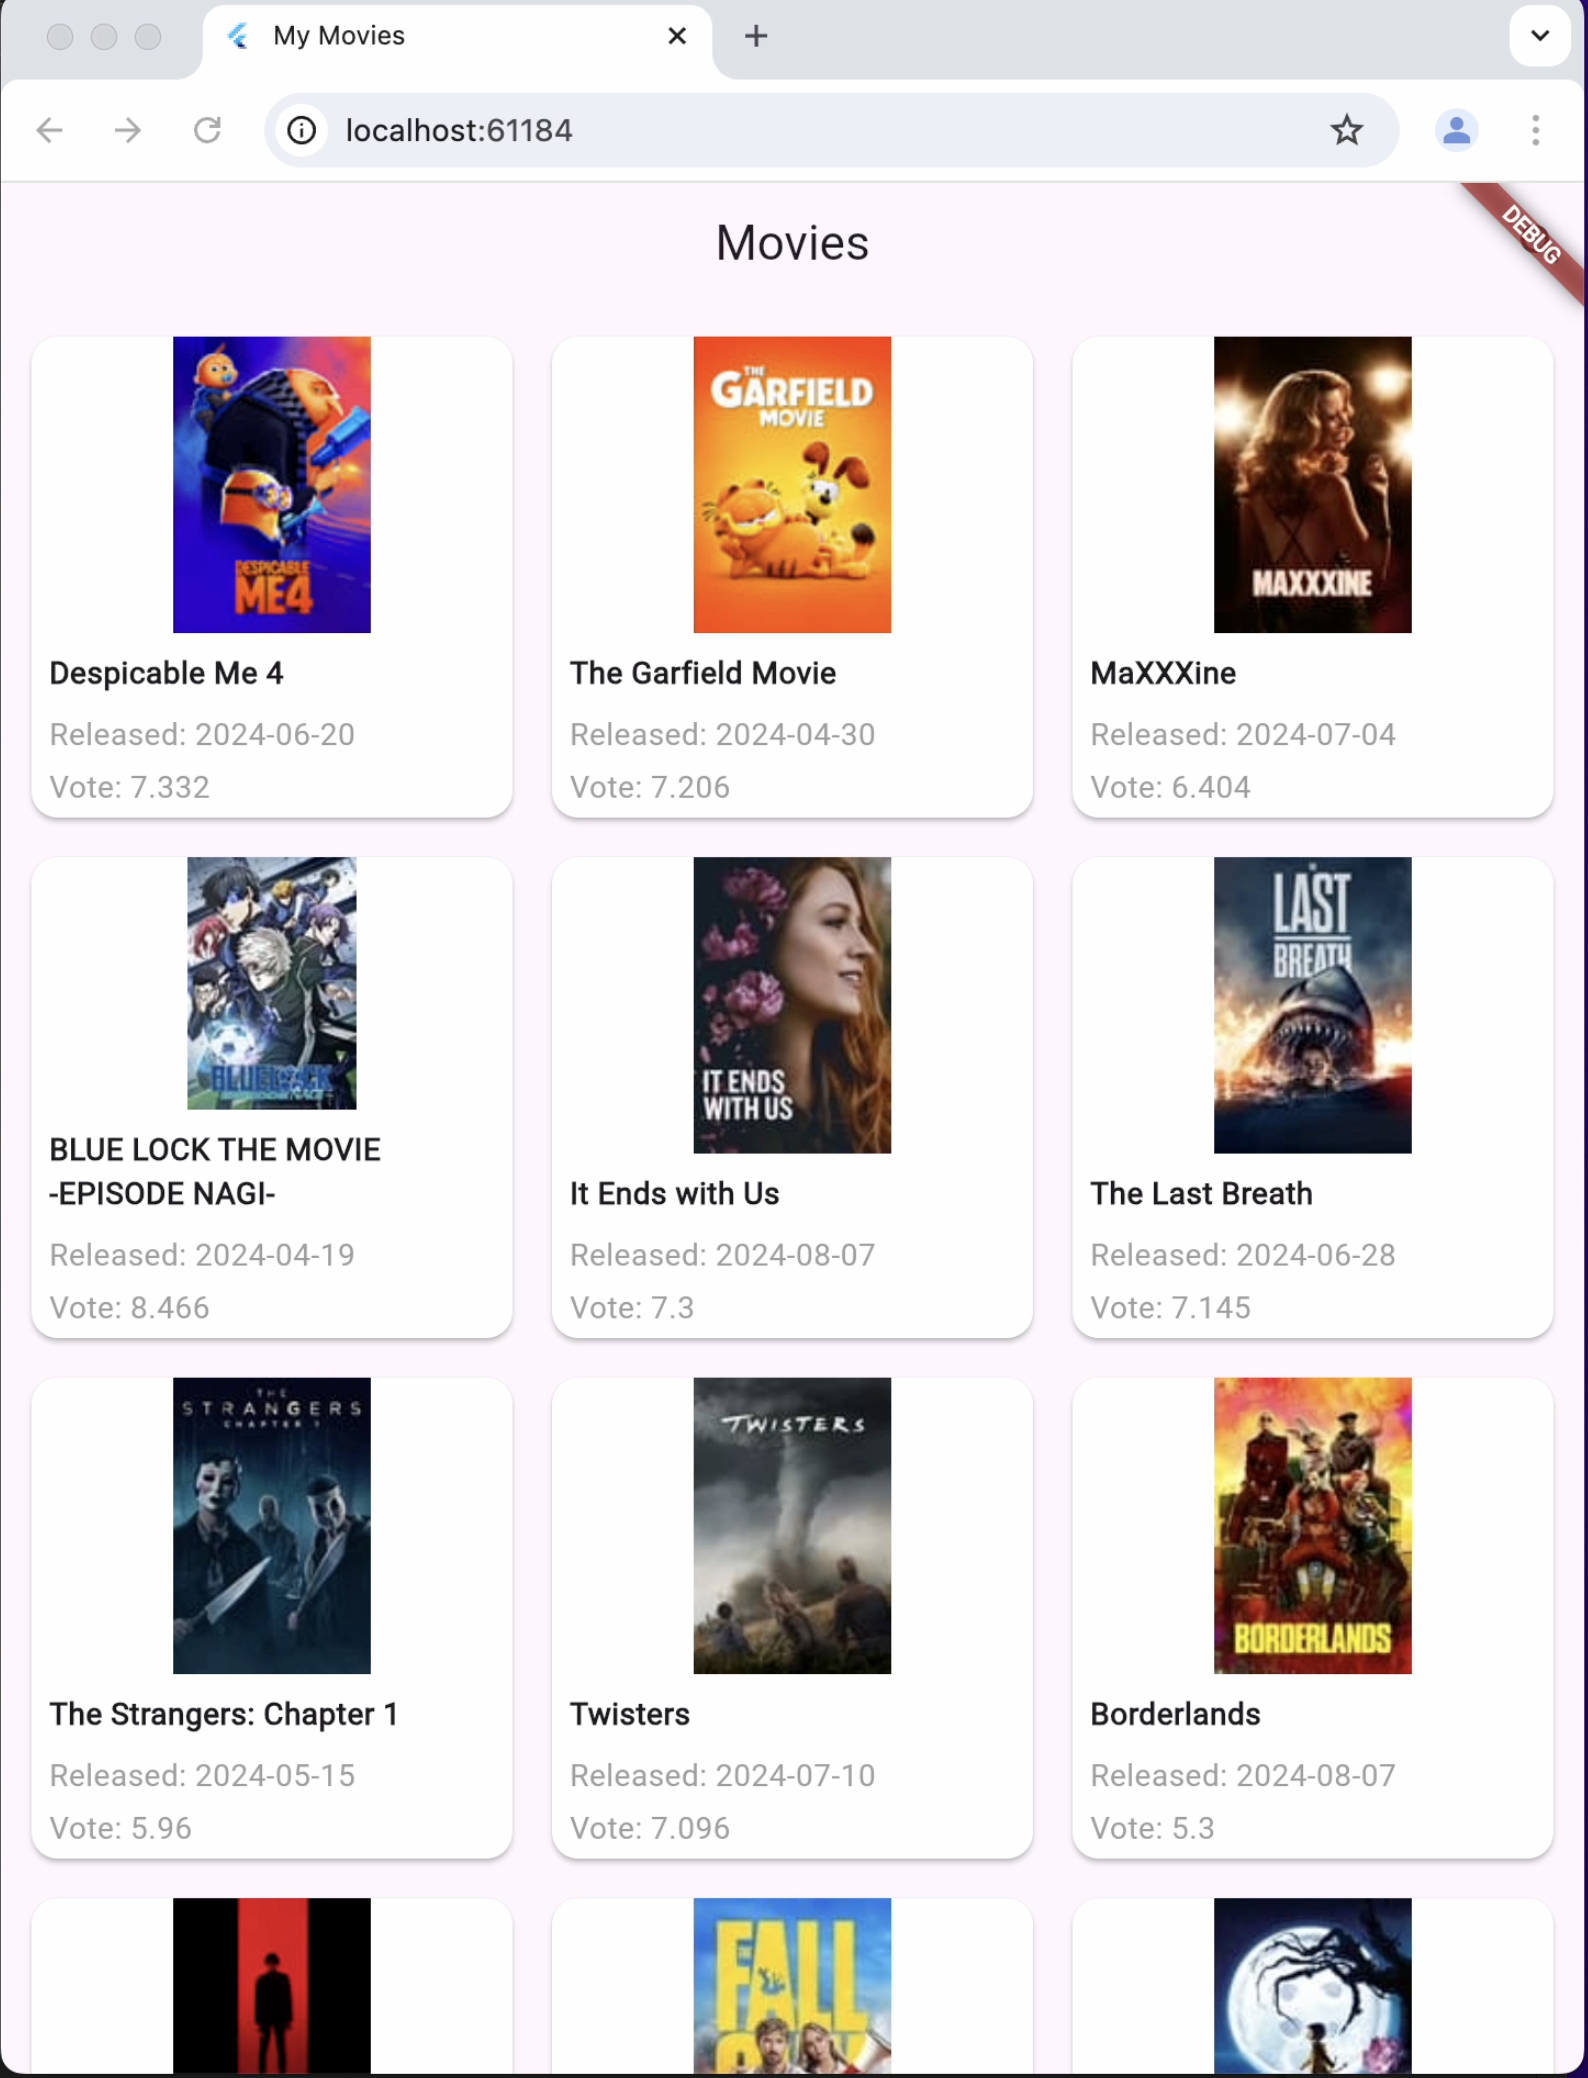 My Movies
localhost:61184
DEBUG
Movies
THE
GARFIELD
MOVIE
DESPICABLE
ME4
MAXXXINE
Despicable Me 4
The Garfield Movie
MaXXXine
Released: 2024-06-20
Released: 2024-04-30
Released: 2024-07-04
Vote: 7.332
Vote: 7.206
Vote: 6.404
LAST
BREATH
BLUELOCK
IT ENDS
WITH US
BLUE LOCK THE MOVIE
-EPISODE NAGI-
It Ends with Us
The Last Breath
Released: 2024-04-19
Released: 2024-08-07
Released: 2024-06-28
Vote: 8.466
Vote: 7.3
Vote: 7.145
THE
STRANGERS
CHAPTER 1
TWISTERS
BORDERLANDS
The Strangers: Chapter 1
Twisters
Borderlands
Released: 2024-05-15
Released: 2024-07-10
Released: 2024-08-07
Vote: 5.96
Vote: 7.096
Vote: 5.3
THE
FALL